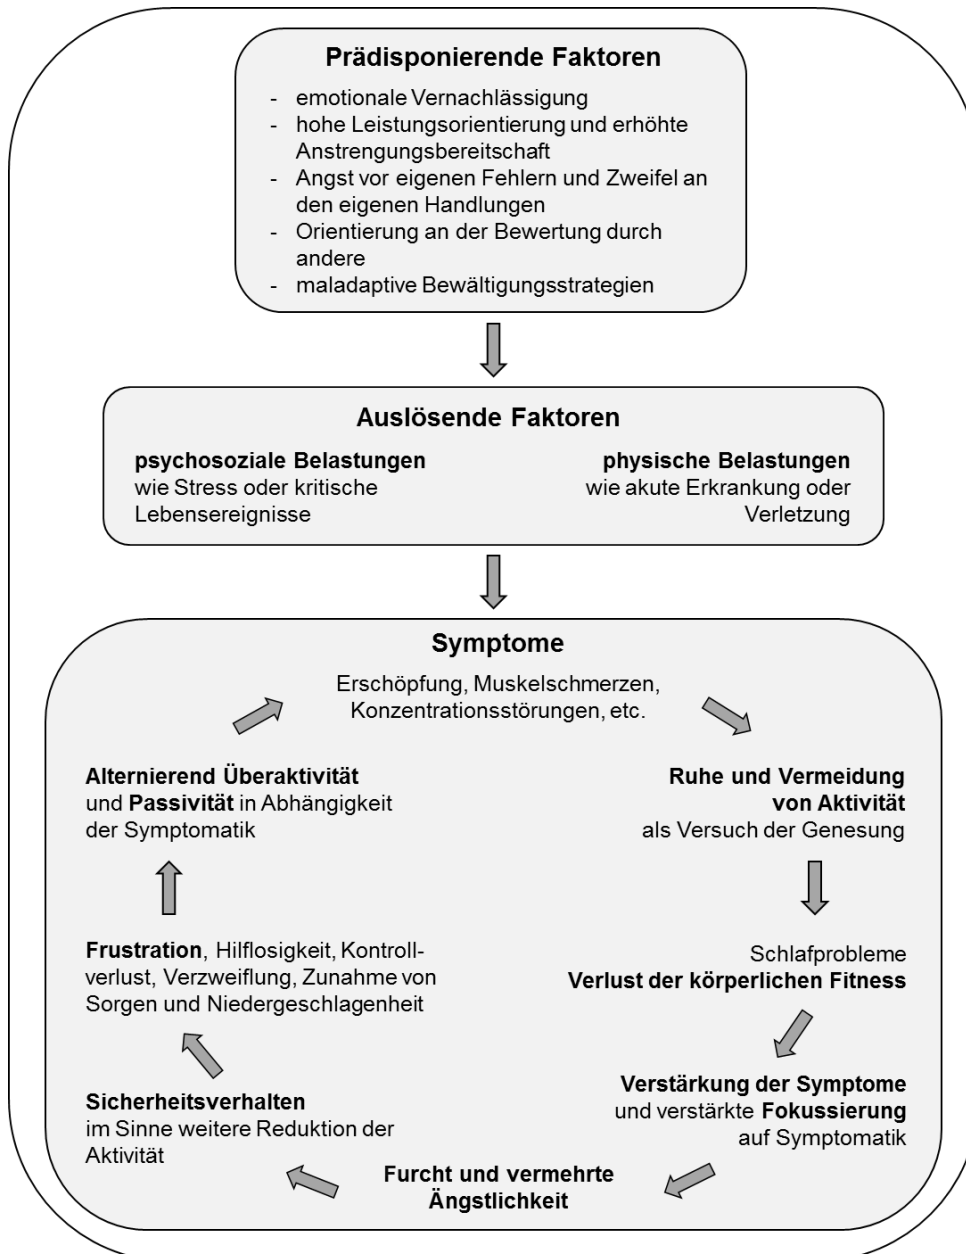 Prädisponierende Faktoren
- emotionale Vernachlässigung
- hohe Leistungsorientierung und erhöhte
Anstrengungsbereitschaft
- Angst vor eigenen Fehlern und Zweifel an
den eigenen Handlungen
- Orientierung an der Bewertung durch
andere
- maladaptive Bewältigungsstrategien
Auslösende Faktoren
psychosoziale Belastungen
wie Stress oder kritische
Lebensereignisse
physische Belastungen
wie akute Erkrankung oder
Verletzung
Symptome
Erschöpfung, Muskelschmerzen,
Konzentrationsstörungen, etc.
Ruhe und Vermeidung
von Aktivität
als Versuch der Genesung
Schlafprobleme
Verlust der körperlichen Fitness
Verstärkung der Symptome
und verstärkte Fokussierung
auf Symptomatik
Furcht und vermehrte
Ängstlichkeit
Sicherheitsverhalten
im Sinne weitere Reduktion der
Aktivität
Frustration, Hilflosigkeit, Kontroll-
verlust, Verzweiflung, Zunahme von
Sorgen und Niedergeschlagenheit
Alternierend Überaktivität
und Passivität in Abhängigkeit
der Symptomatik